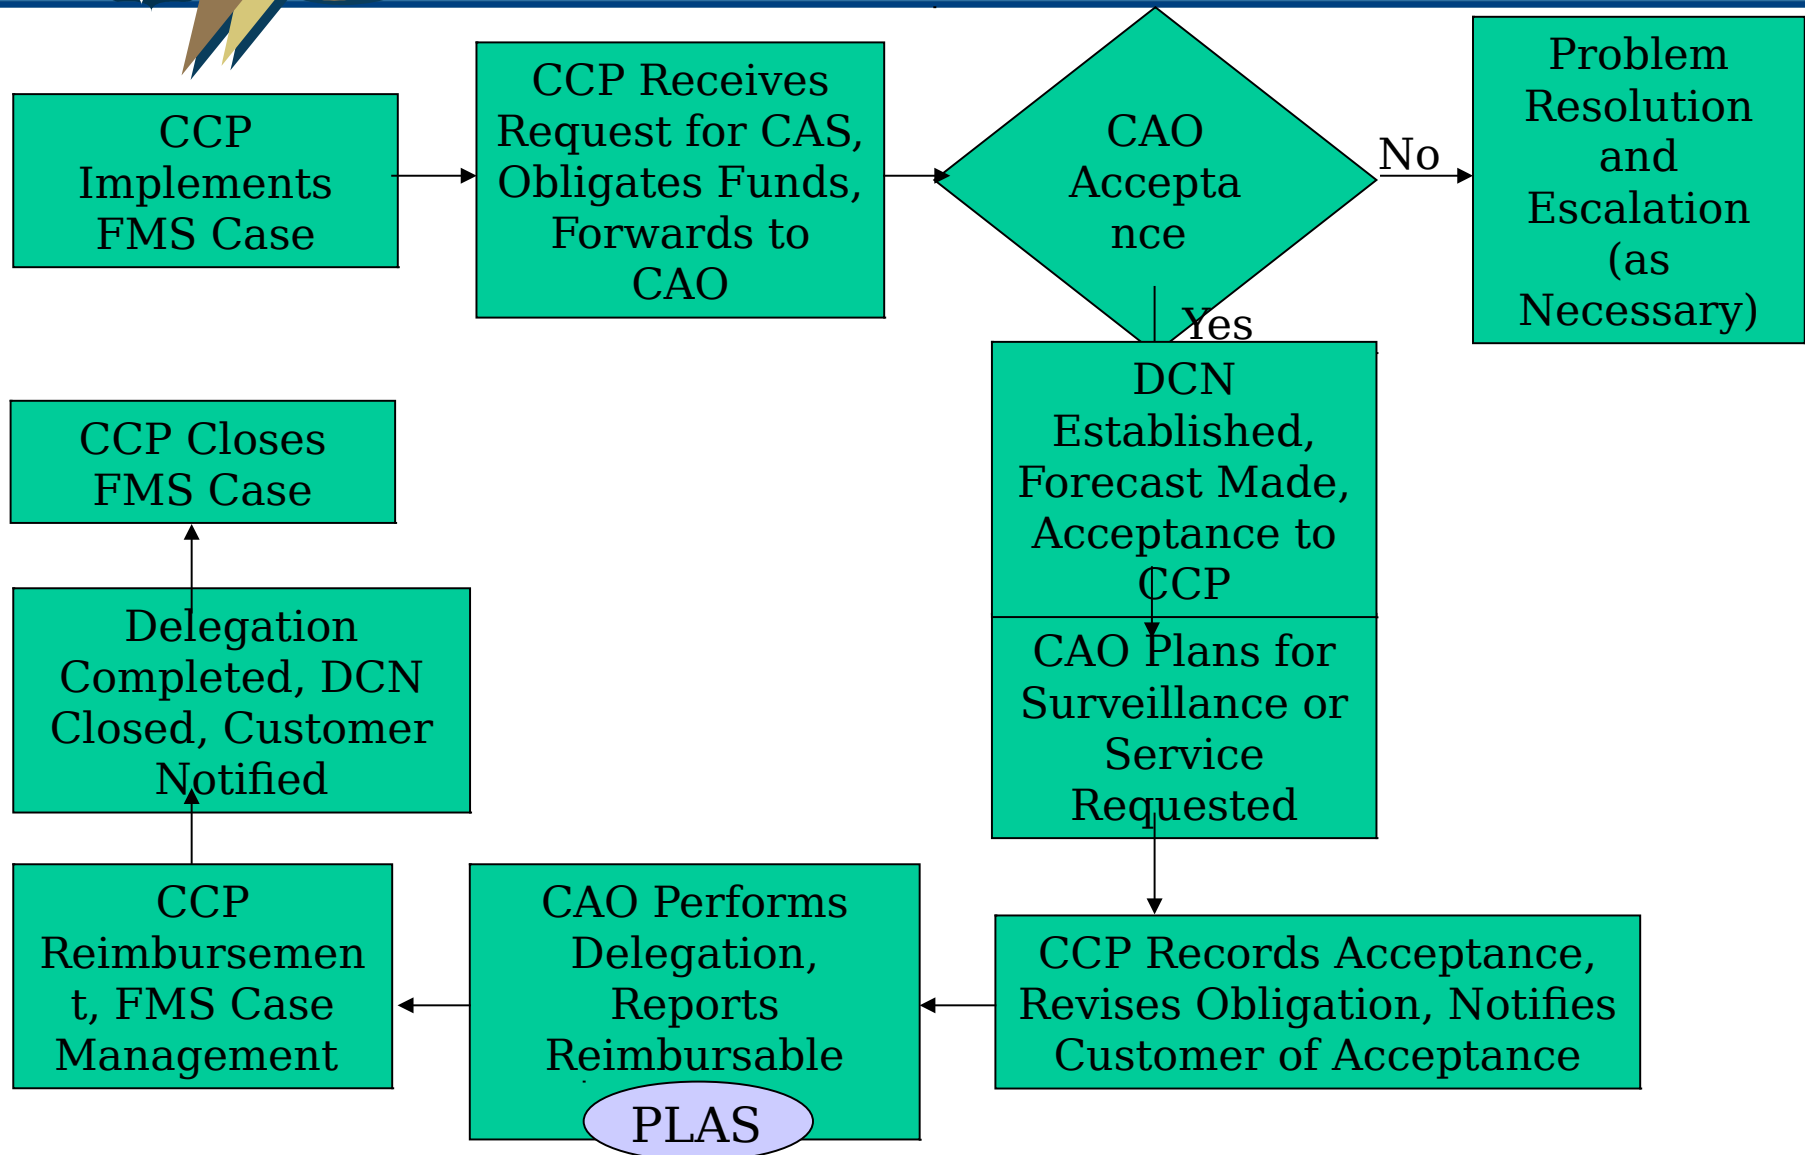 CCP
Implements
FMS Case
CCP Receives
Request for CAS,
Obligates Funds,
Forwards to
CAO
CAO
Accepta
nce
No
Problem
Resolution
and
Escalation
(as
Necessary)
Yes
DCN
Established,
Forecast Made,
Acceptance to
CCP
CAO Plans for
Surveillance or
Service
Requested
CCP Records Acceptance,
Revises Obligation, Notifies
Customer of Acceptance
CAO Performs
Delegation,
Reports
Reimbursable
PLAS
CCP
Reimbursemen
t, FMS Case
Management
Delegation
Completed, DCN
Closed, Customer
Notified
CCP Closes
FMS Case